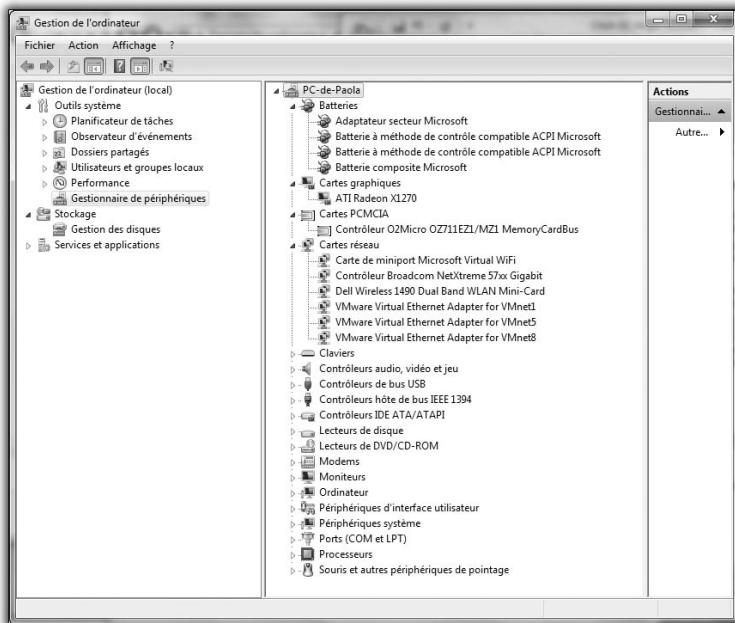 Gestion de l'ordinateur
Fichier Action Affichage ?
Gestion de l'ordinateur (local)
Outils système
Planificateur de tâches
Observateur d'événements
Dossiers partagés
Utilisateurs et groupes locaux
Performance
Gestionnaire de périphériques
Stockage
Gestion des disques
Services et applications
PC-de-Paola
Batteries
Adaptateur secteur Microsoft
Batterie à méthode de contrôle compatible ACPI Microsoft
Batterie à méthode de contrôle compatible ACPI Microsoft
Batterie composite Microsoft
Cartes graphiques
ATI Radeon X1270
Cartes PCMCIA
Contrôleur O2Micro OZ711EZ1/MZ1 MemoryCardBus
Cartes réseau
Carte de miniport Microsoft Virtual WiFi
Contrôleur Broadcom NetXtreme 57xx Gigabit
Dell Wireless 1490 Dual Band WLAN Mini-Card
VMware Virtual Ethernet Adapter for VMnet1
VMware Virtual Ethernet Adapter for VMnet5
VMware Virtual Ethernet Adapter for VMnet8
Claviers
Contrôleurs audio, vidéo et jeu
Contrôleurs de bus USB
Contrôleurs hôte de bus IEEE 1394
Contrôleurs IDE ATA/ATAPI
Lecteurs de disque
Lecteurs de DVD/CD-ROM
Modems
Moniteurs
Ordinateur
Périphériques d'interface utilisateur
Périphériques système
Ports (COM et LPT)
Processeurs
Souris et autres périphériques de pointage
Actions
Gestionnai...
Autre...